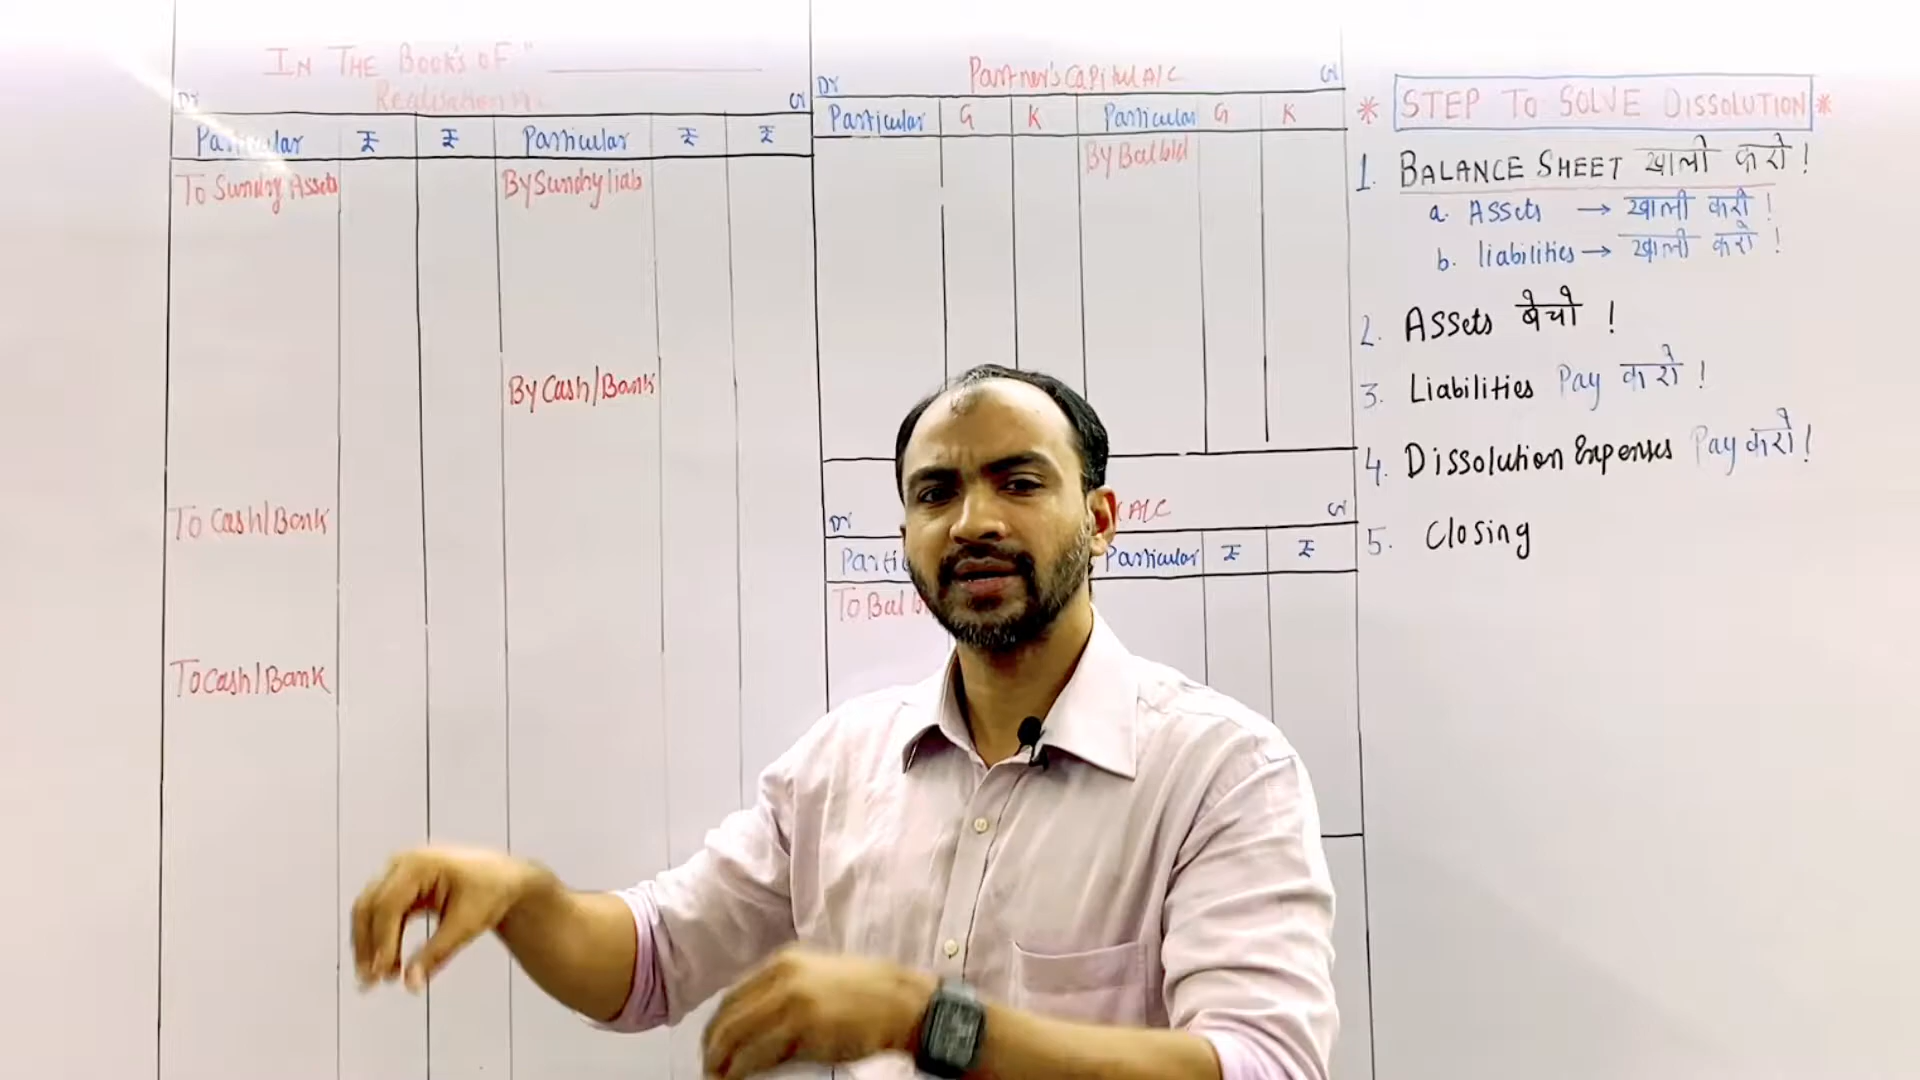 IN THE BOOK'S OF "
Realisation A/c
Dr Cr
Particular ₹ ₹ Particular ₹ ₹
To Sundry Assets By Sundry liab
By Cash/Bank
To Cash/Bank
To Cash/Bank
Partner's Capital A/C
Dr Cr
Particular G K Particular G K
By Bal b/d
Dr A/C Cr
Particular ₹ ₹
To Bal
* STEP TO SOLVE DISSOLUTION *
1. BALANCE SHEET खाली करो !
a. Assets → खाली करो !
b. liabilities → खाली करो !
2. Assets बेचो !
3. Liabilities Pay करो !
4. Dissolution Expenses Pay करो !
5. Closing